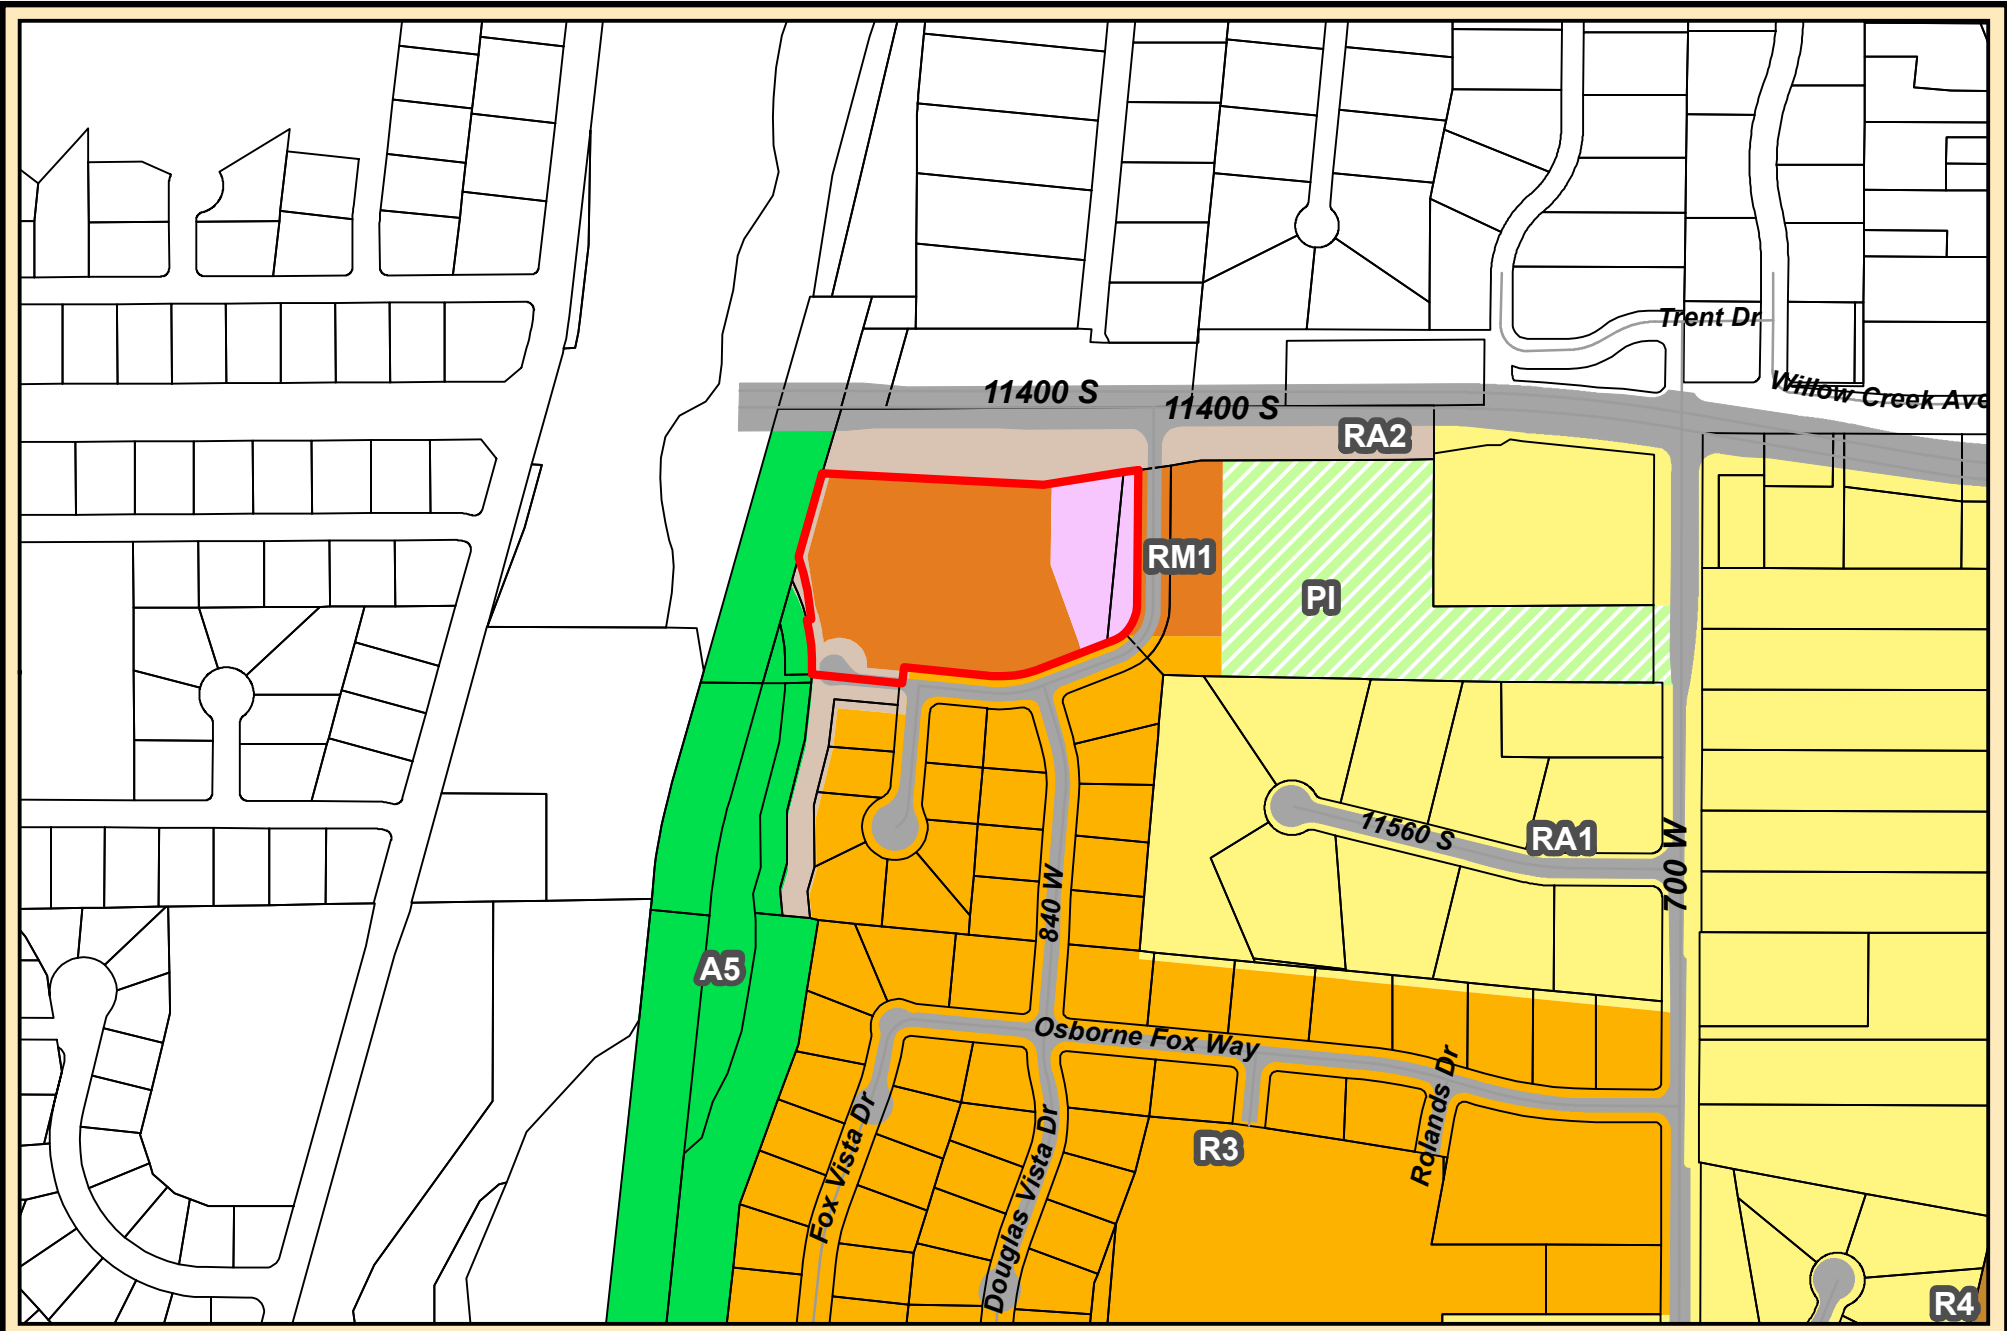 Trent Dr
11400 S
Willow Creek Ave
11400 S
RA2
RM1
PI
11560 S
RA1
700 W
840 W
A5
Osborne Fox Way
Rolands Dr
Fox Vista Dr
Douglas Vista Dr
R3
R4